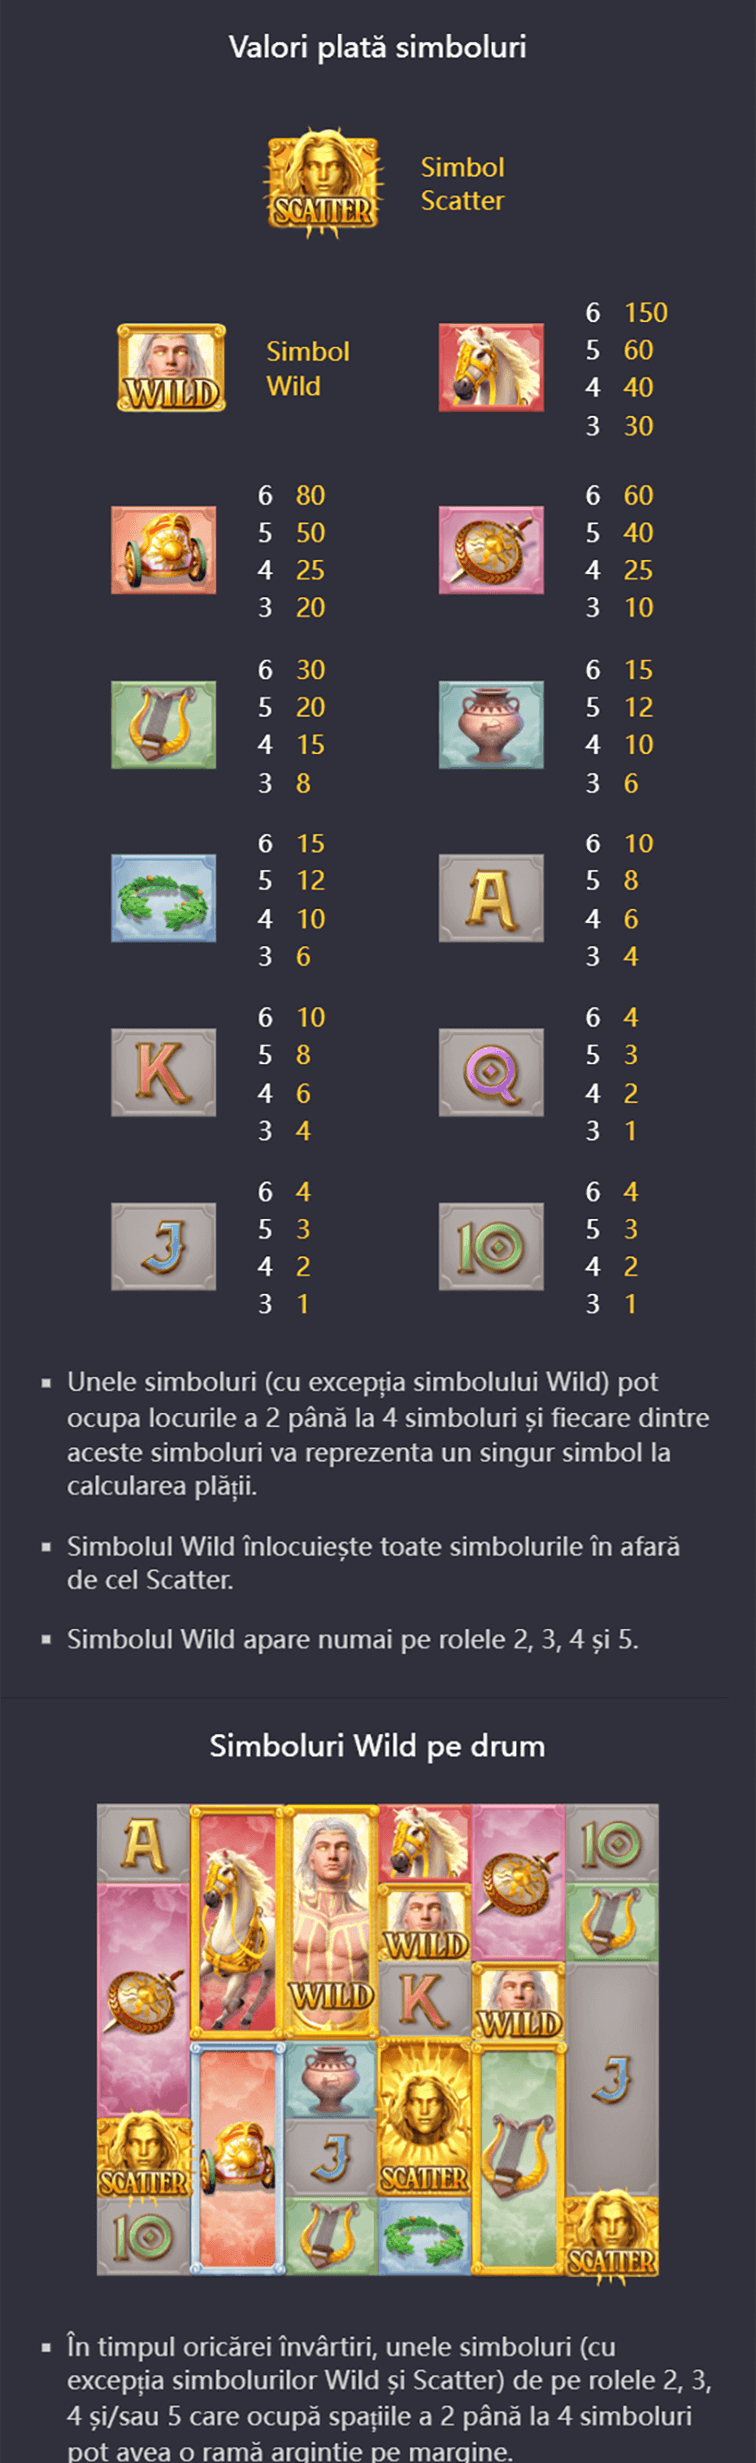 Valori plată simboluri
SCATTER
Simbol
Scatter
WILD
Simbol
Wild
6 150
5 60
4 40
3 30
6 80
5 50
4 25
3 20
6 60
5 40
4 25
3 10
6 30
5 20
4 15
3 8
6 15
5 12
4 10
3 6
6 15
5 12
4 10
3 6
A
6 10
5 8
4 6
3 4
K
6 10
5 8
4 6
3 4
Q
6 4
5 3
4 2
3 1
J
6 4
5 3
4 2
3 1
10
6 4
5 3
4 2
3 1
▪ Unele simboluri (cu excepția simbolului Wild) pot
ocupa locurile a 2 până la 4 simboluri și fiecare dintre
aceste simboluri va reprezenta un singur simbol la
calcularea plății.
▪ Simbolul Wild înlocuiește toate simbolurile în afară
de cel Scatter.
▪ Simbolul Wild apare numai pe rolele 2, 3, 4 și 5.
Simboluri Wild pe drum
A
10
WILD
WILD
K
WILD
J
J
SCATTER
SCATTER
10
SCATTER
▪ În timpul oricărei învârtiri, unele simboluri (cu
excepția simbolurilor Wild și Scatter) de pe rolele 2, 3,
4 și/sau 5 care ocupă spațiile a 2 până la 4 simboluri
pot avea o ramă argintie pe margine.